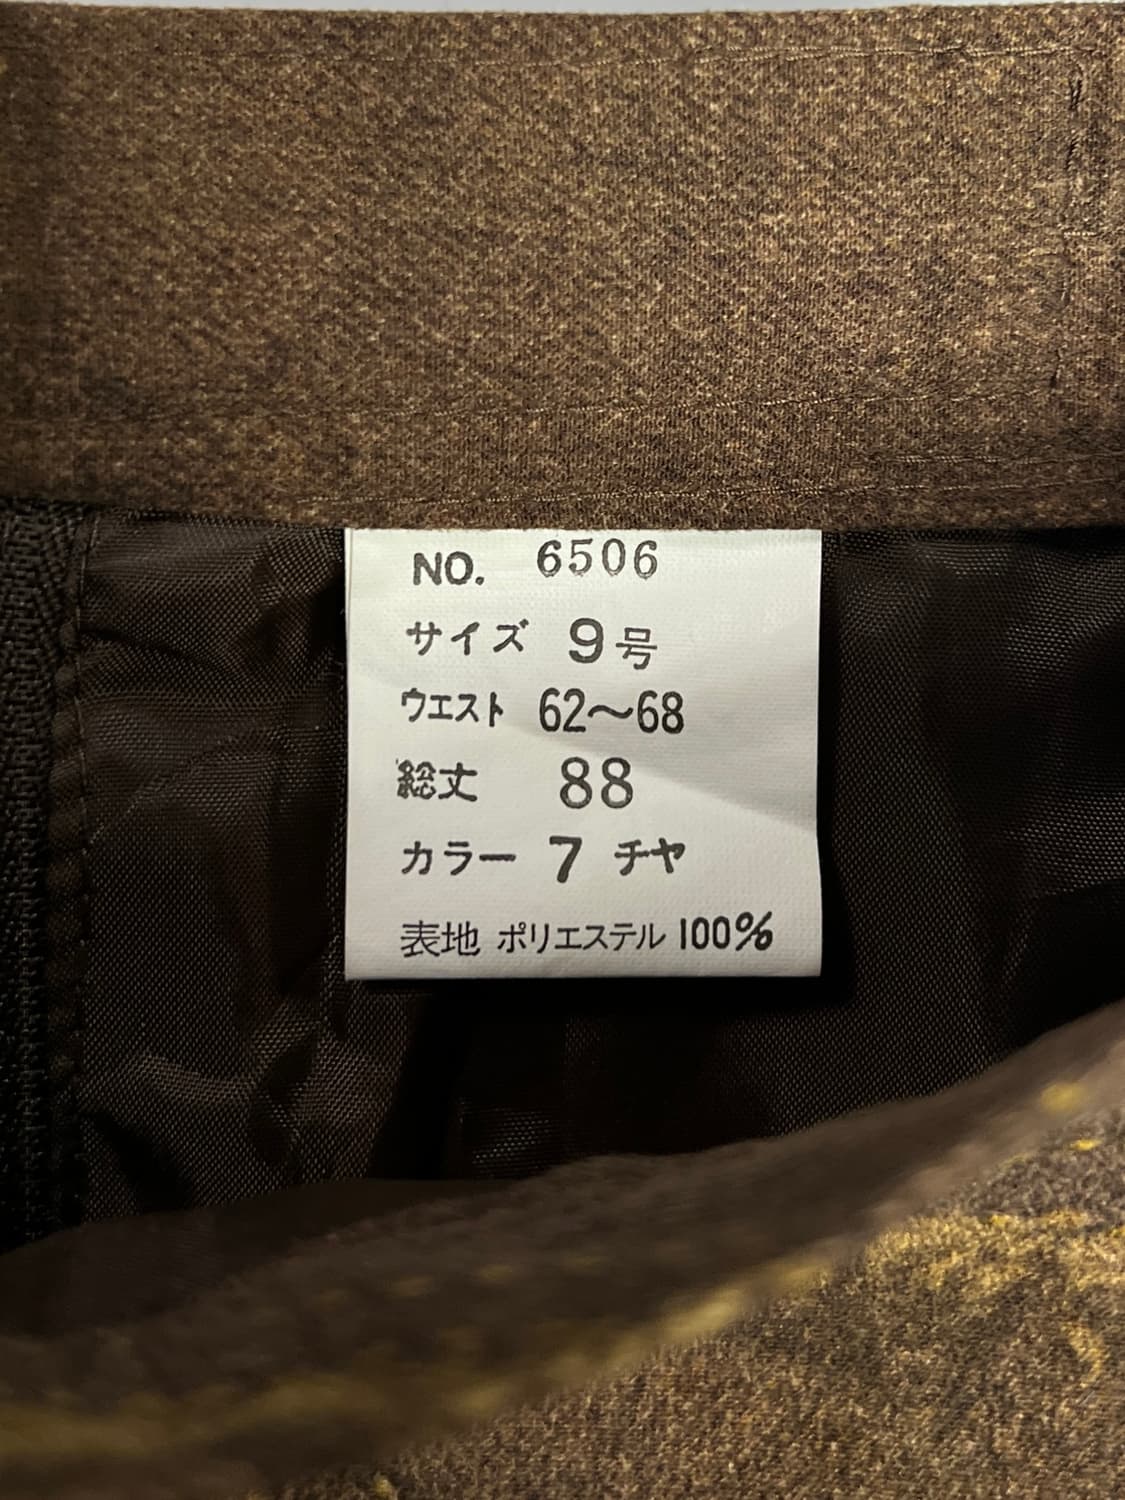 NO. 6506
サイズ 9号
ウエスト 62〜68
総丈 88
カラー 7 チヤ
表地 ポリエステル 100%